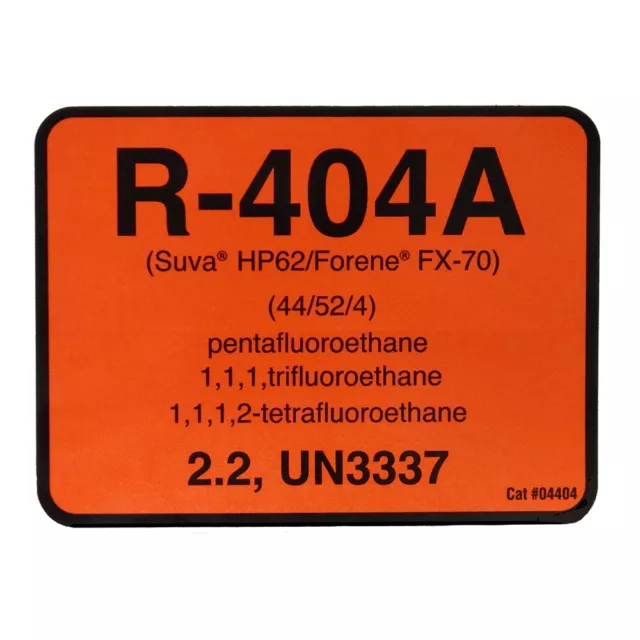 R-404A
(Suva® HP62/Forene® FX-70)
(44/52/4)
pentafluoroethane
1,1,1,trifluoroethane
1,1,1,2-tetrafluoroethane
2.2, UN3337
Cat #04404